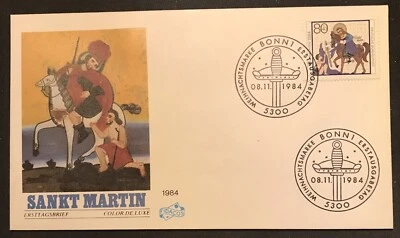 80
WEIHNACHTSMARKE BONN 1 ERSTAUSGABETAG
08.11. 1984
5300
WEIHNACHTSMARKE BONN 1 ERSTAUSGABETAG
08.11. 1984
5300
SANKT MARTIN
ERSTTAGSBRIEF COLOR DE LUXE
1984